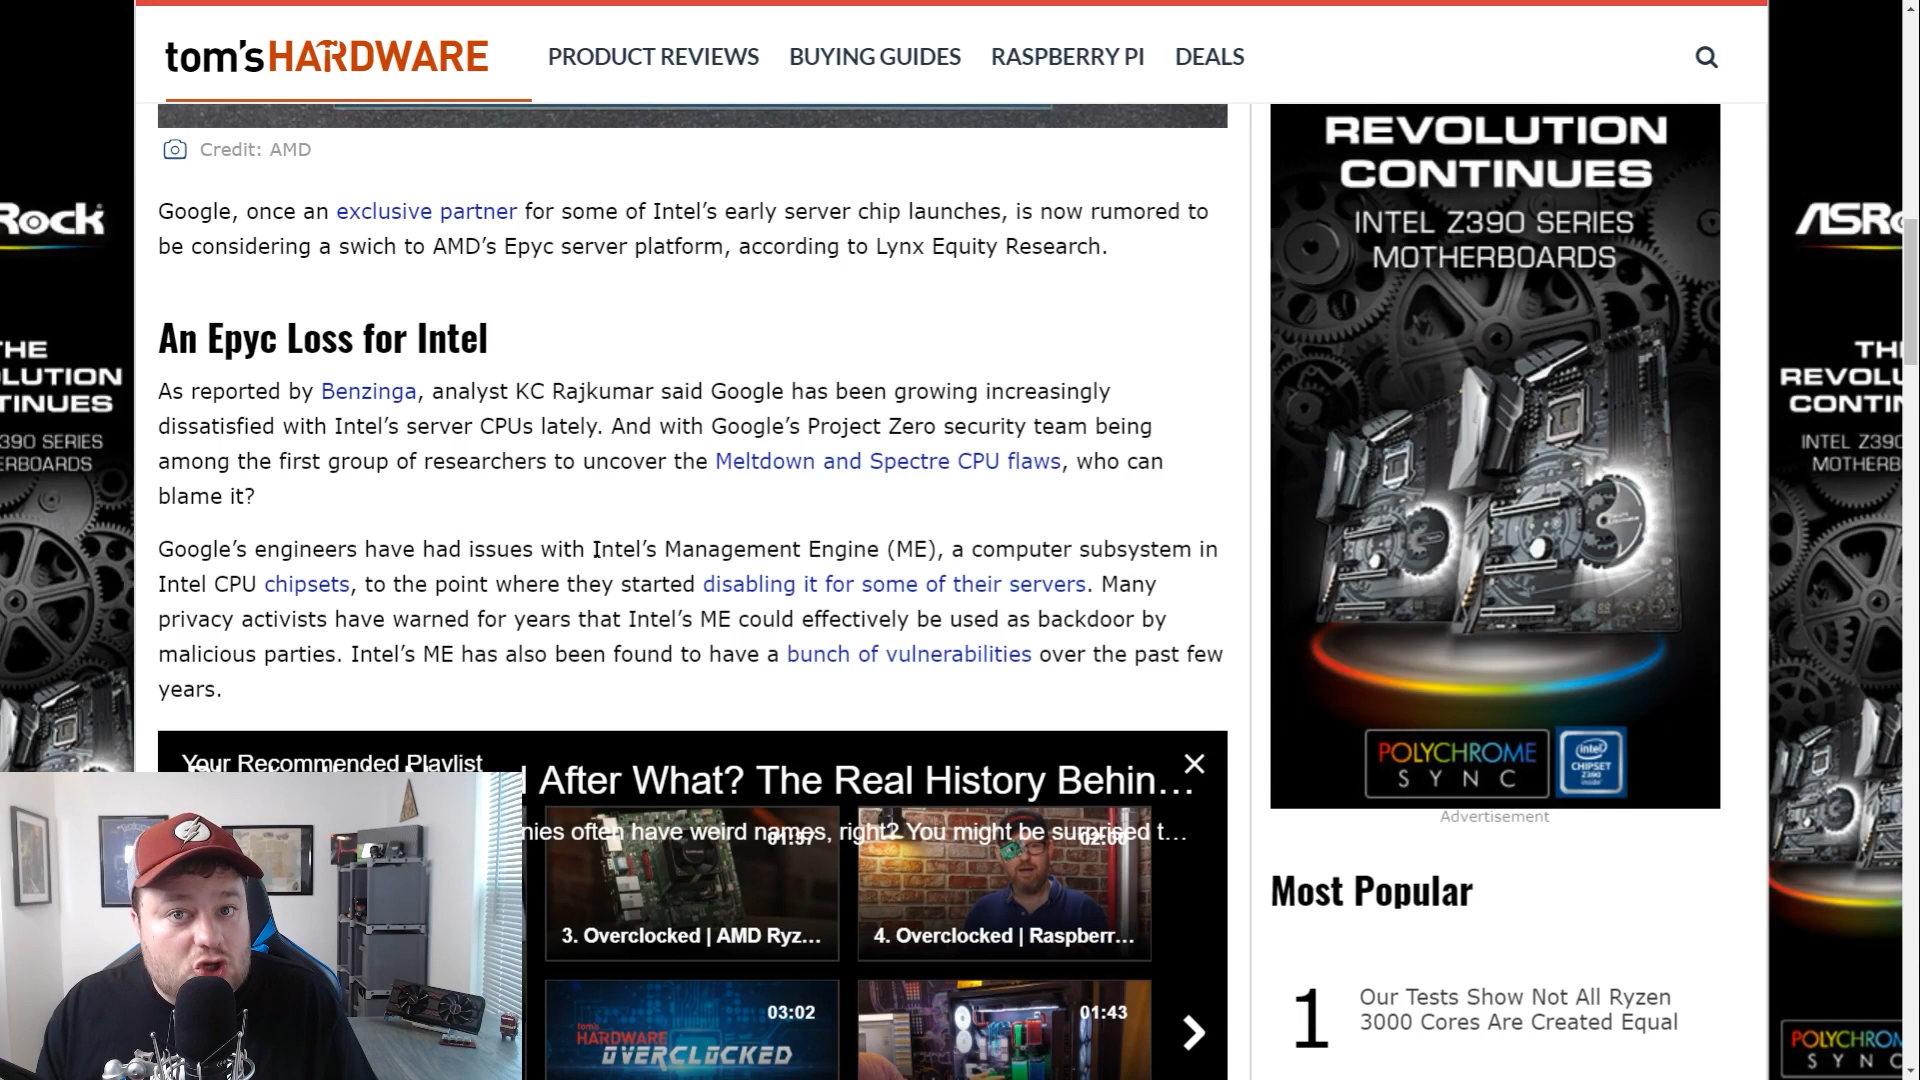 tom's HARDWARE
PRODUCT REVIEWS BUYING GUIDES RASPBERRY PI DEALS
Credit: AMD
Google, once an exclusive partner for some of Intel's early server chip launches, is now rumored to
be considering a swich to AMD's Epyc server platform, according to Lynx Equity Research.
An Epyc Loss for Intel
As reported by Benzinga, analyst KC Rajkumar said Google has been growing increasingly
dissatisfied with Intel's server CPUs lately. And with Google's Project Zero security team being
among the first group of researchers to uncover the Meltdown and Spectre CPU flaws, who can
blame it?
Google's engineers have had issues with Intel's Management Engine (ME), a computer subsystem in
Intel CPU chipsets, to the point where they started disabling it for some of their servers. Many
privacy activists have warned for years that Intel's ME could effectively be used as backdoor by
malicious parties. Intel's ME has also been found to have a bunch of vulnerabilities over the past few
years.
Your Recommended Playlist
After What? The Real History Behin...
nies often have weird names, right? You might be surprised t...
01:37
02:00
3. Overclocked | AMD Ryz...
4. Overclocked | Raspberr...
03:02
tom's
HARDWARE
OVERCLOCKED
01:43
REVOLUTION
CONTINUES
INTEL Z390 SERIES
MOTHERBOARDS
POLYCHROME
SYNC
intel
CHIPSET
Z390
inside
Advertisement
Most Popular
1
Our Tests Show Not All Ryzen
3000 Cores Are Created Equal
Rock
HE
OLUTION
TINUES
390 SERIES
ERBOARDS
ASRo
TH
REVOLU
CONTIN
INTEL Z390
MOTHERB
POLYCHROM
SYNC